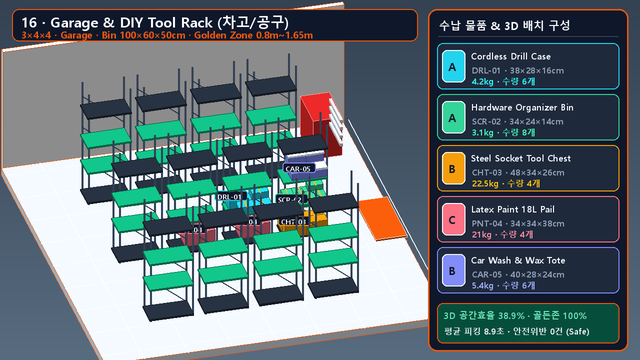 16 · Garage & DIY Tool Rack (차고/공구)
3×4×4 · Garage · Bin 100×60×50cm · Golden Zone 0.8m~1.65m
CAR-05
DRL-01
수납 물품 & 3D 배치 구성
A
Cordless Drill Case
DRL-01 · 38×28×16cm
4.2kg · 수량 6개
A
Hardware Organizer Bin
SCR-02 · 34×24×14cm
3.1kg · 수량 8개
B
Steel Socket Tool Chest
CHT-03 · 48×34×26cm
22.5kg · 수량 4개
C
Latex Paint 18L Pail
PNT-04 · 34×34×38cm
21kg · 수량 4개
B
Car Wash & Wax Tote
CAR-05 · 40×28×24cm
5.4kg · 수량 6개
3D 공간효율 38.9% · 골든존 100%
평균 피킹 8.9초 · 안전위반 0건 (Safe)